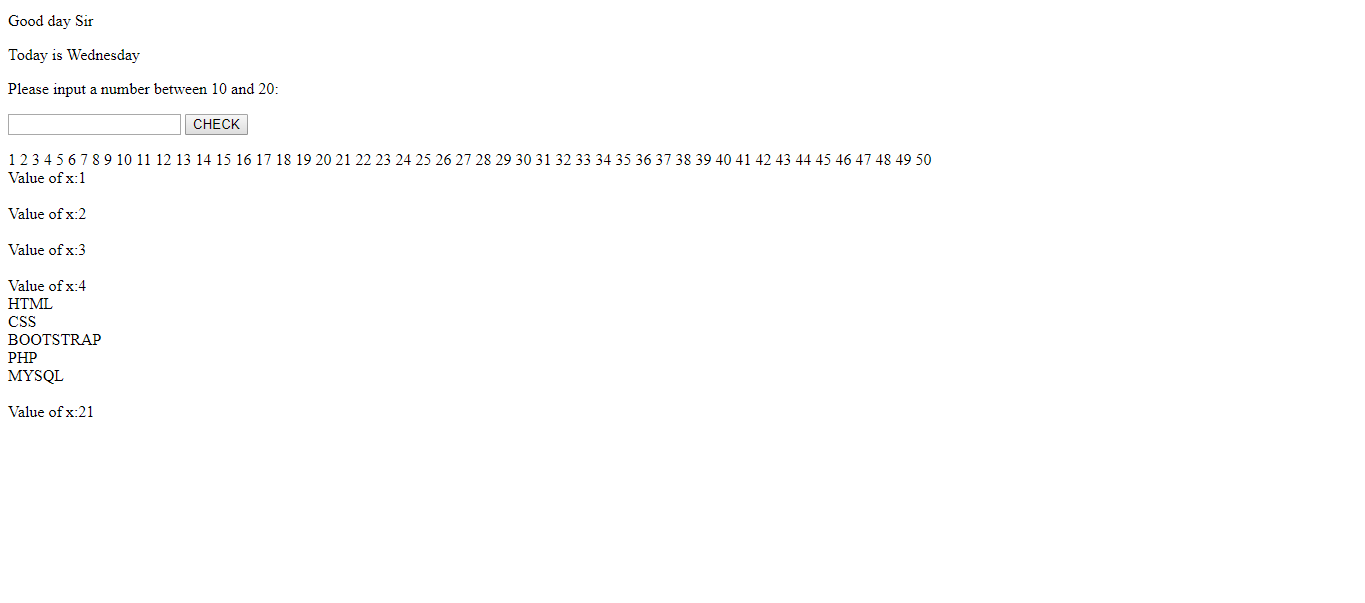 Good day Sir
Today is Wednesday
Please input a number between 10 and 20:
CHECK
1 2 3 4 5 6 7 8 9 10 11 12 13 14 15 16 17 18 19 20 21 22 23 24 25 26 27 28 29 30 31 32 33 34 35 36 37 38 39 40 41 42 43 44 45 46 47 48 49 50
Value of x:1
Value of x:2
Value of x:3
Value of x:4
HTML
CSS
BOOTSTRAP
PHP
MYSQL
Value of x:21